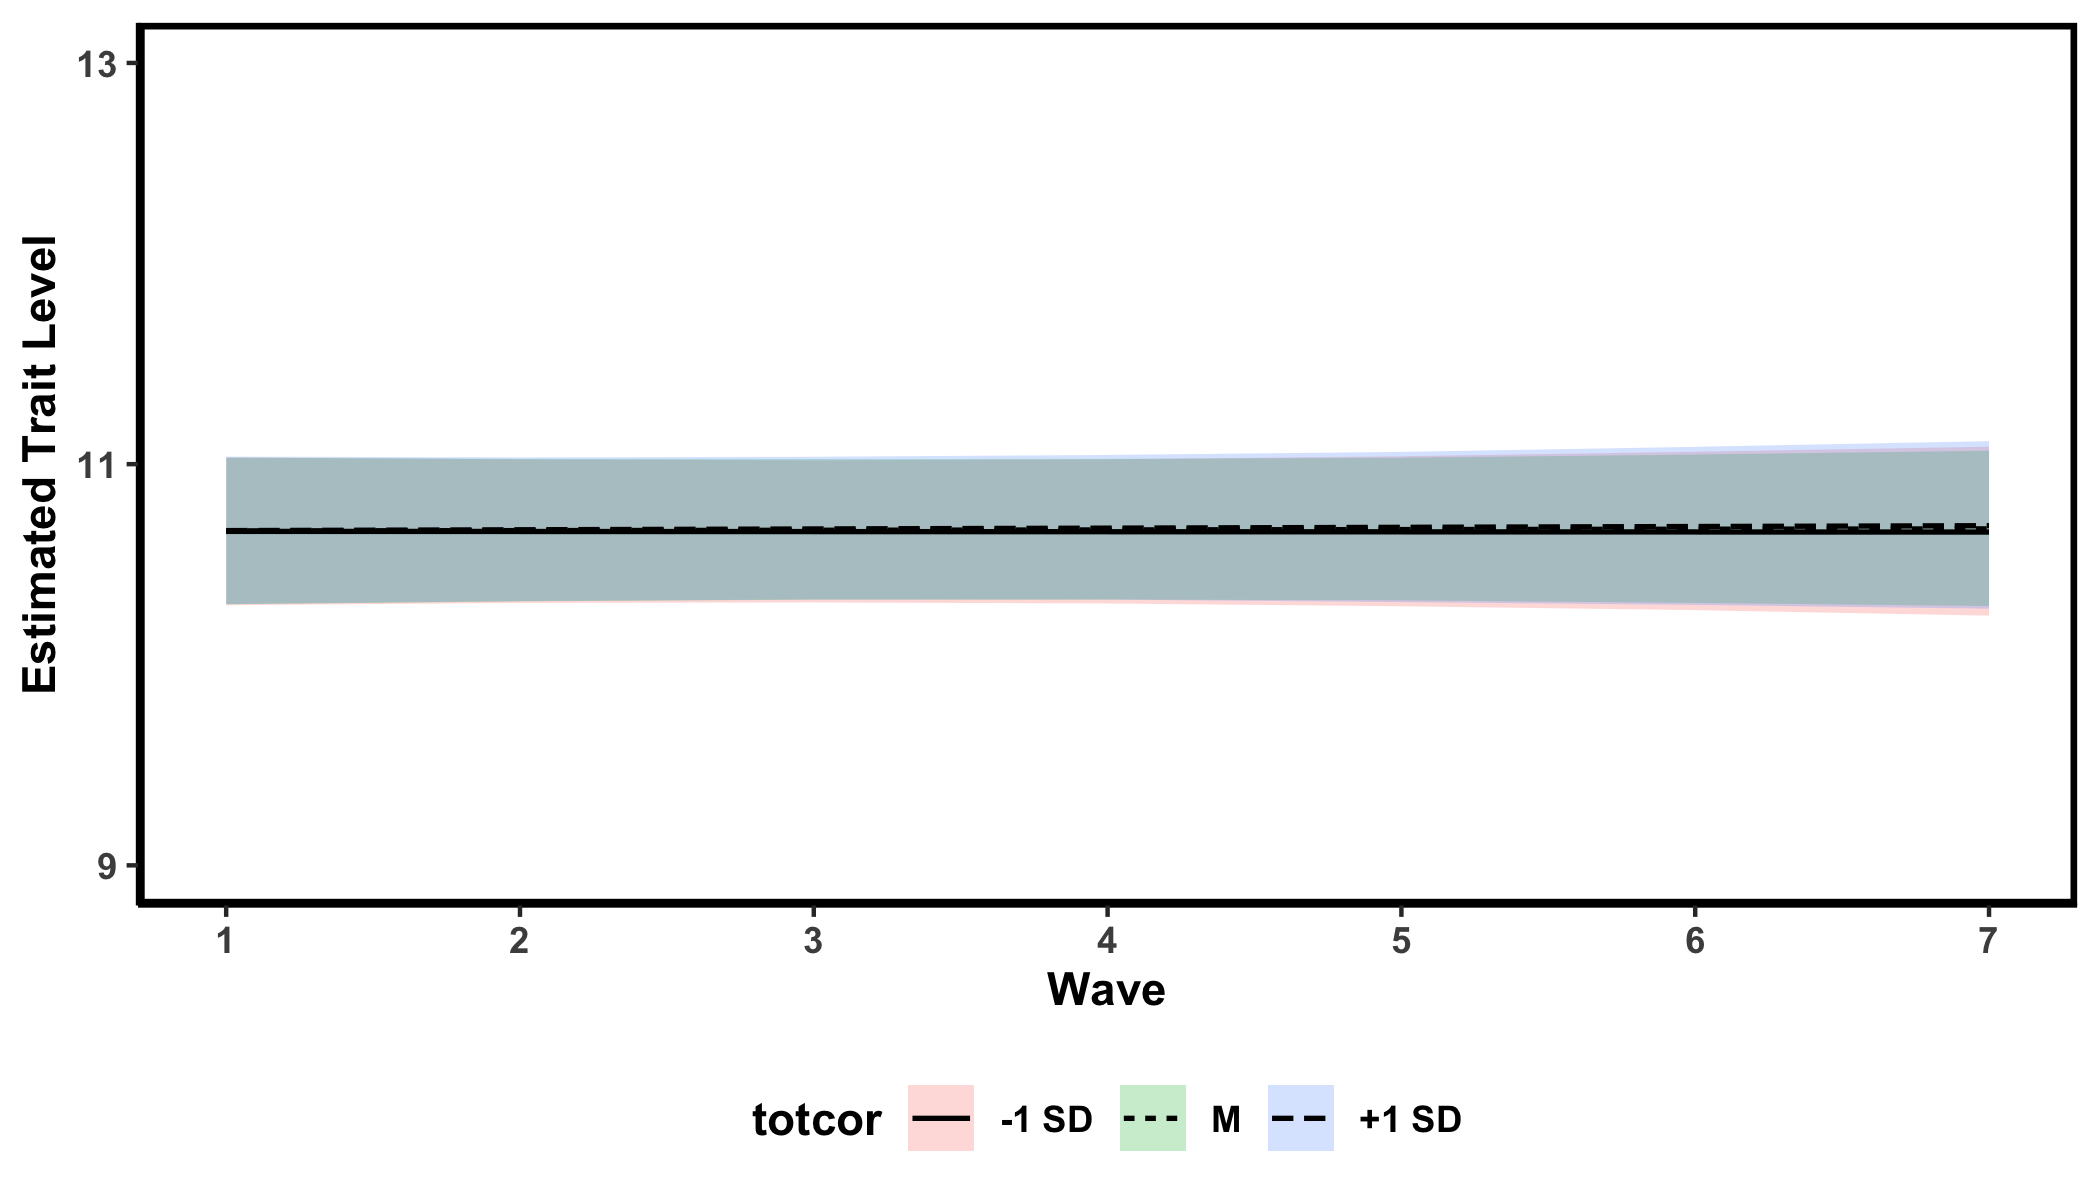 Estimated Trait Level
13
11
9
1 2 3 4 5 6 7
Wave
totcor -1 SD M +1 SD